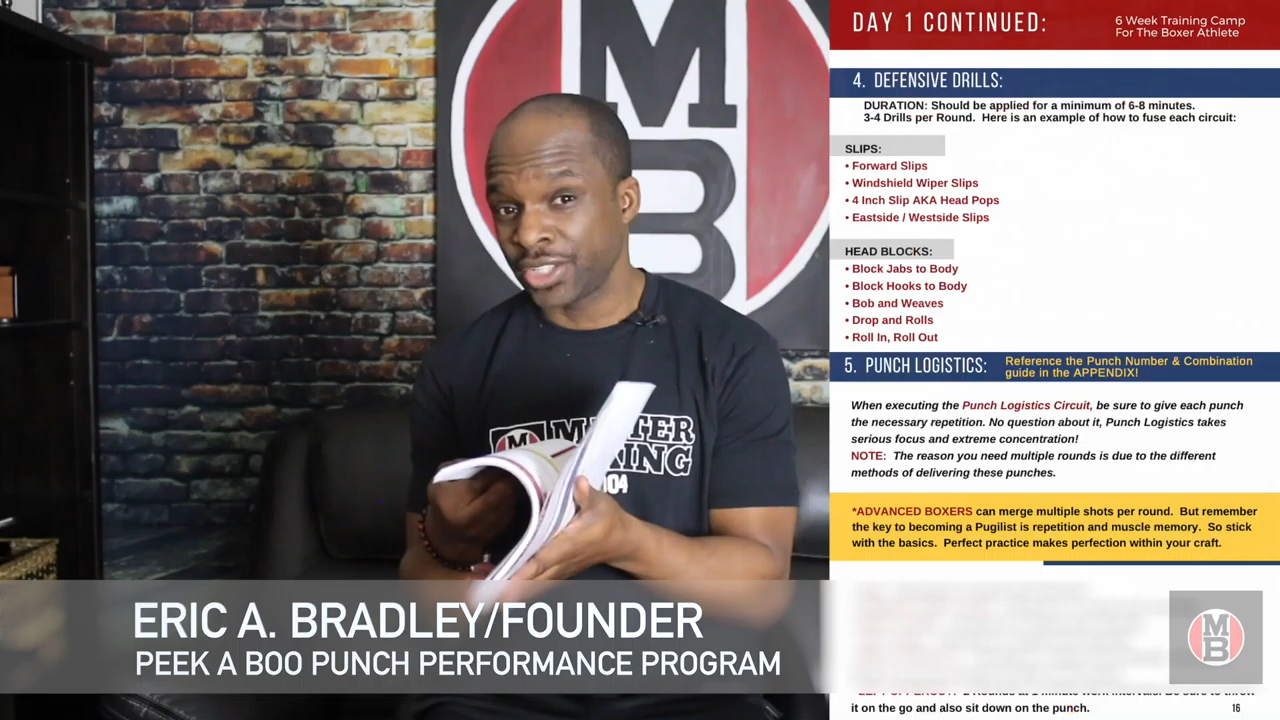 M
B
MASTER
004
ERIC A. BRADLEY/FOUNDER
PEEK A BOO PUNCH PERFORMANCE PROGRAM
DAY 1 CONTINUED:
6 Week Training Camp
For The Boxer Athlete
4. DEFENSIVE DRILLS:
DURATION: Should be applied for a minimum of 6-8 minutes.
3-4 Drills per Round. Here is an example of how to fuse each circuit:
SLIPS:
• Forward Slips
• Windshield Wiper Slips
• 4 Inch Slip AKA Head Pops
• Eastside / Westside Slips
HEAD BLOCKS:
• Block Jabs to Body
• Block Hooks to Body
• Bob and Weaves
• Drop and Rolls
• Roll In, Roll Out
5. PUNCH LOGISTICS:
Reference the Punch Number & Combination
guide in the APPENDIX!
When executing the Punch Logistics Circuit, be sure to give each punch
the necessary repetition. No question about it, Punch Logistics takes
serious focus and extreme concentration!
NOTE: The reason you need multiple rounds is due to the different
methods of delivering these punches.
*ADVANCED BOXERS can merge multiple shots per round. But remember
the key to becoming a Pugilist is repetition and muscle memory. So stick
with the basics. Perfect practice makes perfection within your craft.
M
B
it on the go and also sit down on the punch.
16